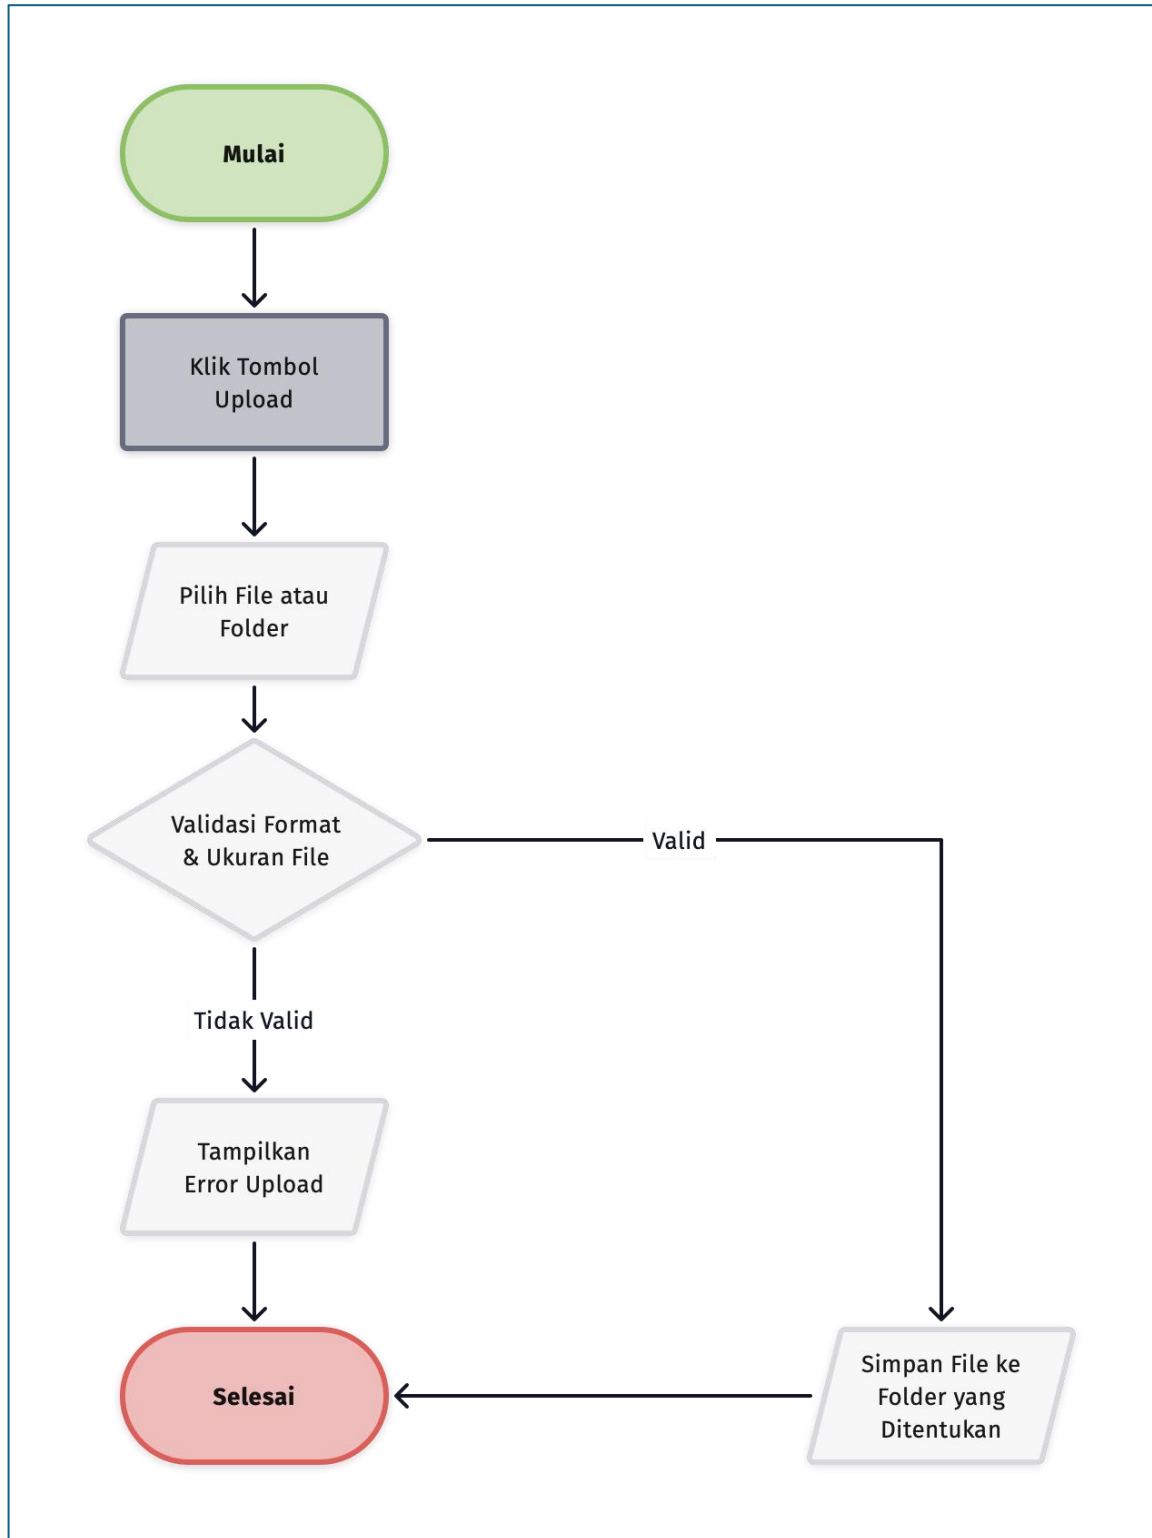 Mulai
Klik Tombol
Upload
Pilih File atau
Folder
Validasi Format
& Ukuran File
Valid
Tidak Valid
Tampilkan
Error Upload
Selesai
Simpan File ke
Folder yang
Ditentukan